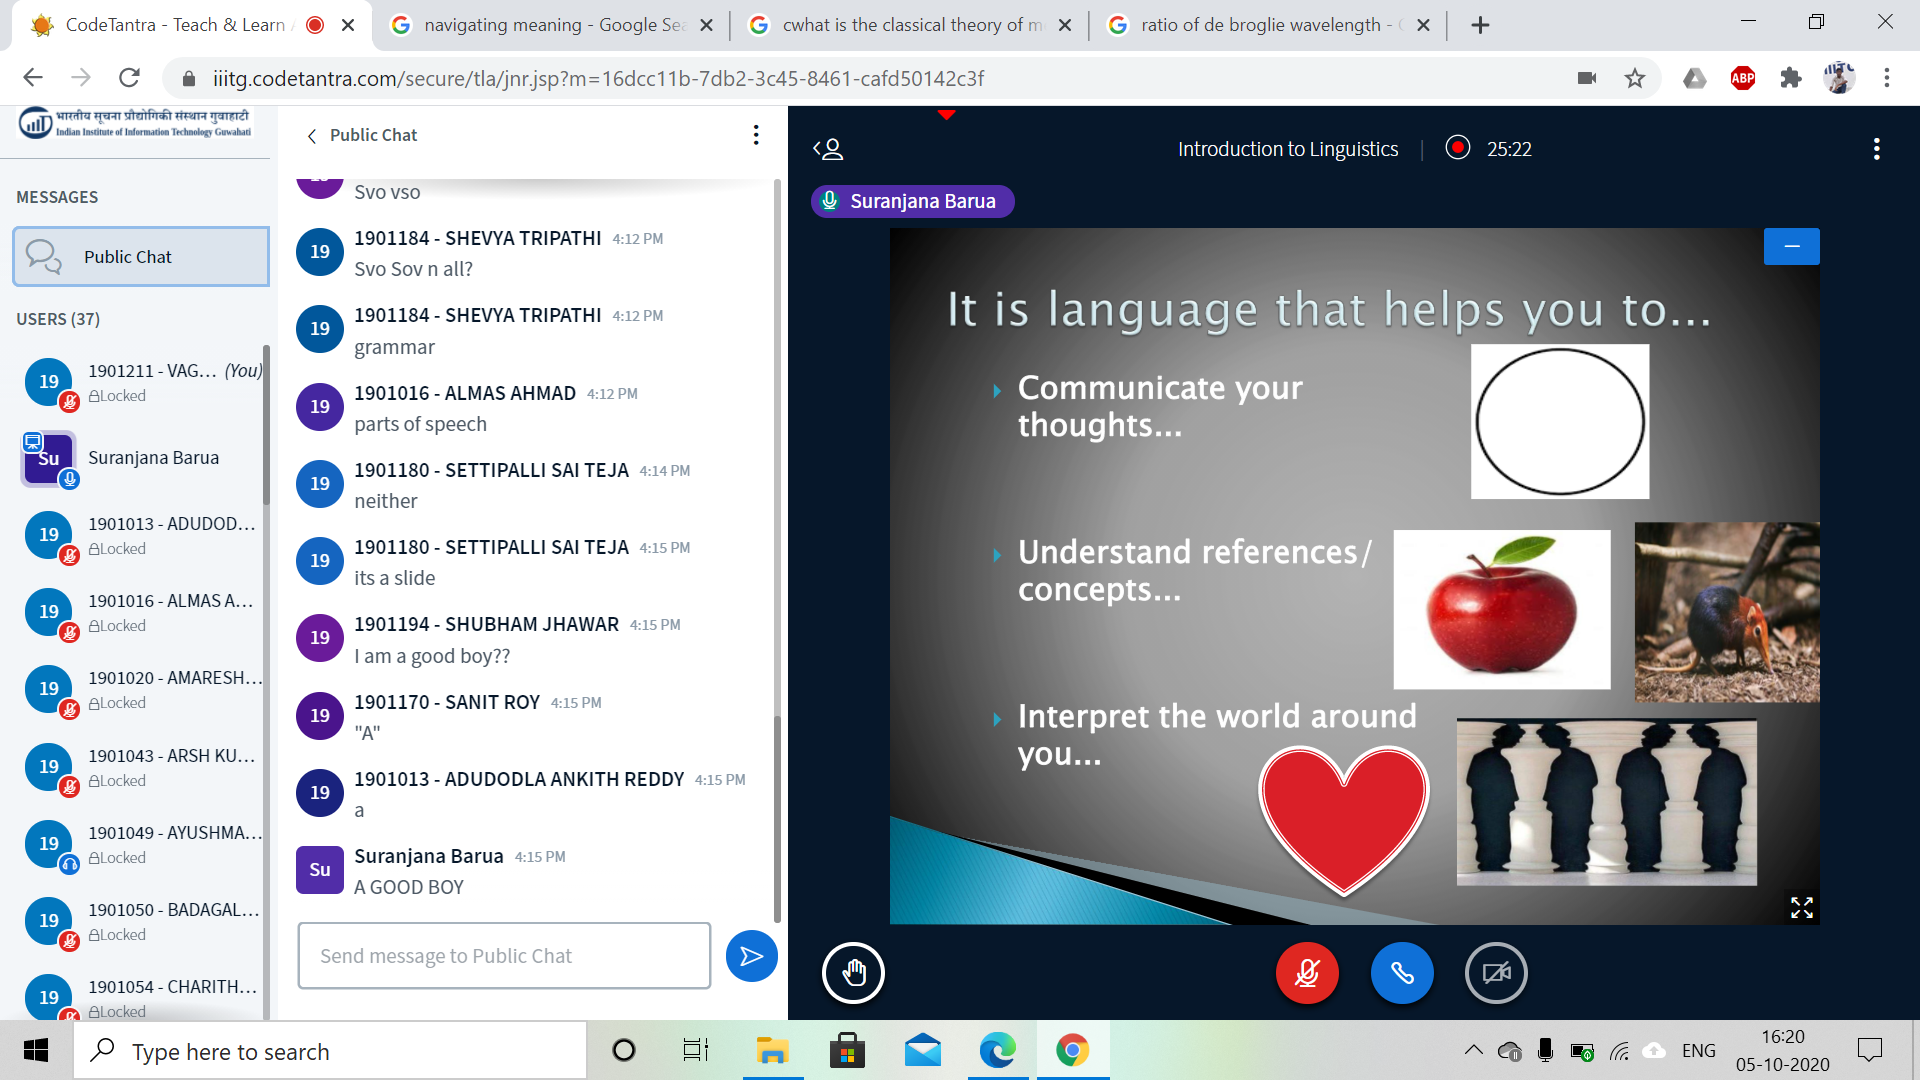 CodeTantra - Teach & Learn
navigating meaning - Google Sea
cwhat is the classical theory of m
ratio of de broglie wavelength -
iiitg.codetantra.com/secure/tla/jnr.jsp?m=16dcc11b-7db2-3c45-8461-cafd50142c3f
ABP
भारतीय सूचना प्रौद्योगिकी संस्थान गुवाहाटी
Indian Institute of Information Technology Guwahati
MESSAGES
Public Chat
USERS (37)
19
1901211 - VAG... (You)
Locked
Su
Suranjana Barua
19
1901013 - ADUDOD...
Locked
19
1901016 - ALMAS A...
Locked
19
1901020 - AMARESH...
Locked
19
1901043 - ARSH KU...
Locked
19
1901049 - AYUSHMA...
Locked
19
1901050 - BADAGAL...
Locked
19
1901054 - CHARITH...
Locked
Public Chat
Svo vso
19
1901184 - SHEVYA TRIPATHI 4:12 PM
Svo Sov n all?
19
1901184 - SHEVYA TRIPATHI 4:12 PM
grammar
19
1901016 - ALMAS AHMAD 4:12 PM
parts of speech
19
1901180 - SETTIPALLI SAI TEJA 4:14 PM
neither
19
1901180 - SETTIPALLI SAI TEJA 4:15 PM
its a slide
19
1901194 - SHUBHAM JHAWAR 4:15 PM
I am a good boy??
19
1901170 - SANIT ROY 4:15 PM
"A"
19
1901013 - ADUDODLA ANKITH REDDY 4:15 PM
a
Su
Suranjana Barua 4:15 PM
A GOOD BOY
Send message to Public Chat
Introduction to Linguistics
25:22
Suranjana Barua
It is language that helps you to...
Communicate your
thoughts...
Understand references/
concepts...
Interpret the world around
you...
Type here to search
ENG
16:20
05-10-2020